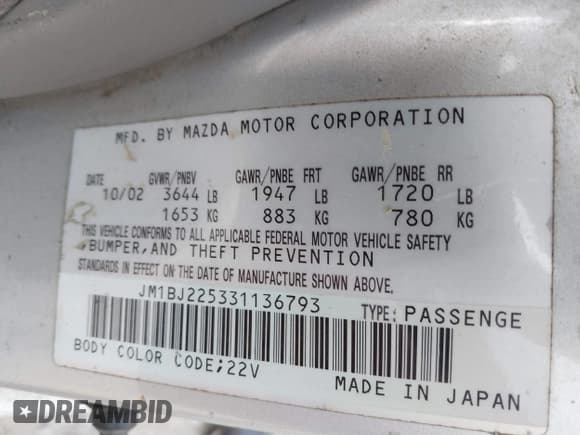 MFD. BY MAZDA MOTOR CORPORATION
DATE GVWR/PNBV GAWR/PNBE FRT GAWR/PNBE RR
10/02 3644 LB 1947 LB 1720 LB
1653 KG 883 KG 780 KG
THIS VEHICLE CONFORMS TO ALL APPLICABLE FEDERAL MOTOR VEHICLE SAFETY
,BUMPER,AND THEFT PREVENTION
STANDARDS IN EFFECT ON THE DATE OF MANUFACTURE SHOWN ABOVE.
JM1BJ225331136793 TYPE: PASSENGE
BODY COLOR CODE;22V
MADE IN JAPAN
DREAMBID